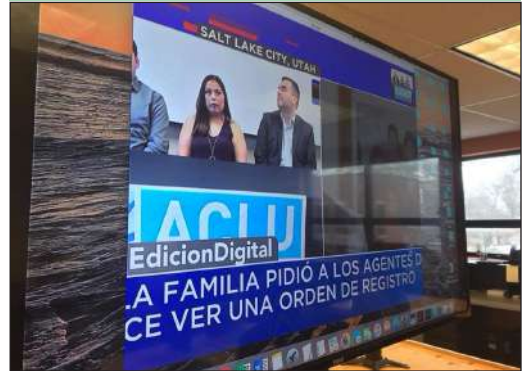 SALT LAKE CITY, UTAH
ACLU
EdicionDigital
LA FAMILIA PIDIÓ A LOS AGENTES D
CE VER UNA ORDEN DE REGISTRO